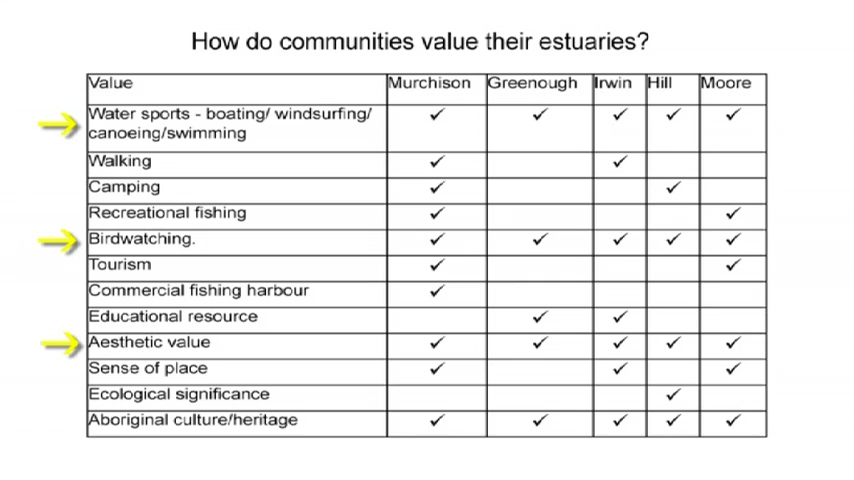 How do communities value their estuaries?
Value Murchison Greenough Irwin Hill Moore
Water sports - boating/ windsurfing/ ✓ ✓ ✓ ✓ ✓
canoeing/swimming
Walking ✓ ✓
Camping ✓ ✓
Recreational fishing ✓ ✓
Birdwatching. ✓ ✓ ✓ ✓ ✓
Tourism ✓ ✓
Commercial fishing harbour ✓
Educational resource ✓ ✓
Aesthetic value ✓ ✓ ✓ ✓ ✓
Sense of place ✓ ✓ ✓
Ecological significance ✓
Aboriginal culture/heritage ✓ ✓ ✓ ✓ ✓